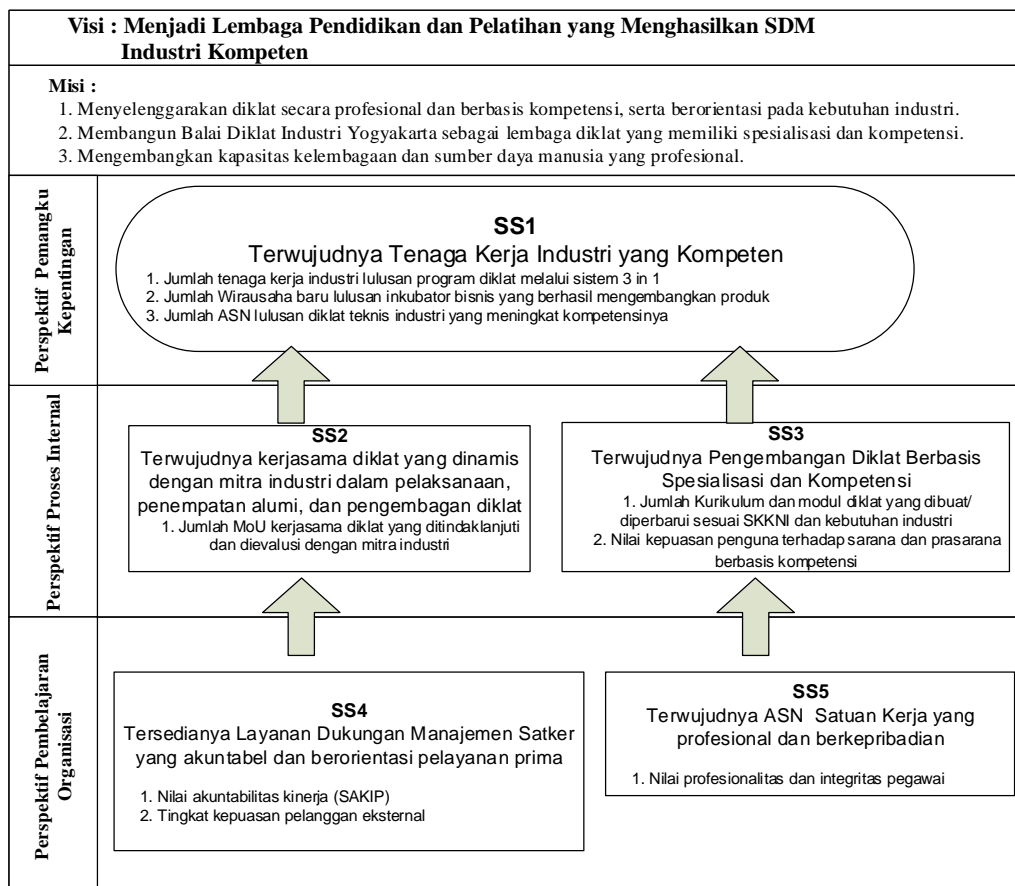 Visi : Menjadi Lembaga Pendidikan dan Pelatihan yang Menghasilkan SDM
Industri Kompeten
Misi :
1. Menyelenggarakan diklat secara profesional dan berbasis kompetensi, serta berorientasi pada kebutuhan industri.
2. Membangun Balai Diklat Industri Yogyakarta sebagai lembaga diklat yang memiliki spesialisasi dan kompetensi.
3. Mengembangkan kapasitas kelembagaan dan sumber daya manusia yang profesional.
Perspektif Pemangku
Kepentingan
SS1
Terwujudnya Tenaga Kerja Industri yang Kompeten
1. Jumlah tenaga kerja industri lulusan program diklat melalui sistem 3 in 1
2. Jumlah Wirausaha baru lulusan inkubator bisnis yang berhasil mengembangkan produk
3. Jumlah ASN lulusan diklat teknis industri yang meningkat kompetensinya
Perspektif Proses Internal
SS2
Terwujudnya kerjasama diklat yang dinamis
dengan mitra industri dalam pelaksanaan,
penempatan alumi, dan pengembagan diklat
1. Jumlah MoU kerjasama diklat yang ditindaklanjuti
dan dievalusi dengan mitra industri
SS3
Terwujudnya Pengembangan Diklat Berbasis
Spesialisasi dan Kompetensi
1. Jumlah Kurikulum dan modul diklat yang dibuat/
diperbarui sesuai SKKNI dan kebutuhan industri
2. Nilai kepuasan penguna terhadap sarana dan prasarana
berbasis kompetensi
Perspektif Pembelajaran
Organisasi
SS4
Tersedianya Layanan Dukungan Manajemen Satker
yang akuntabel dan berorientasi pelayanan prima
1. Nilai akuntabilitas kinerja (SAKIP)
2. Tingkat kepuasan pelanggan eksternal
SS5
Terwujudnya ASN Satuan Kerja yang
profesional dan berkepribadian
1. Nilai profesionalitas dan integritas pegawai